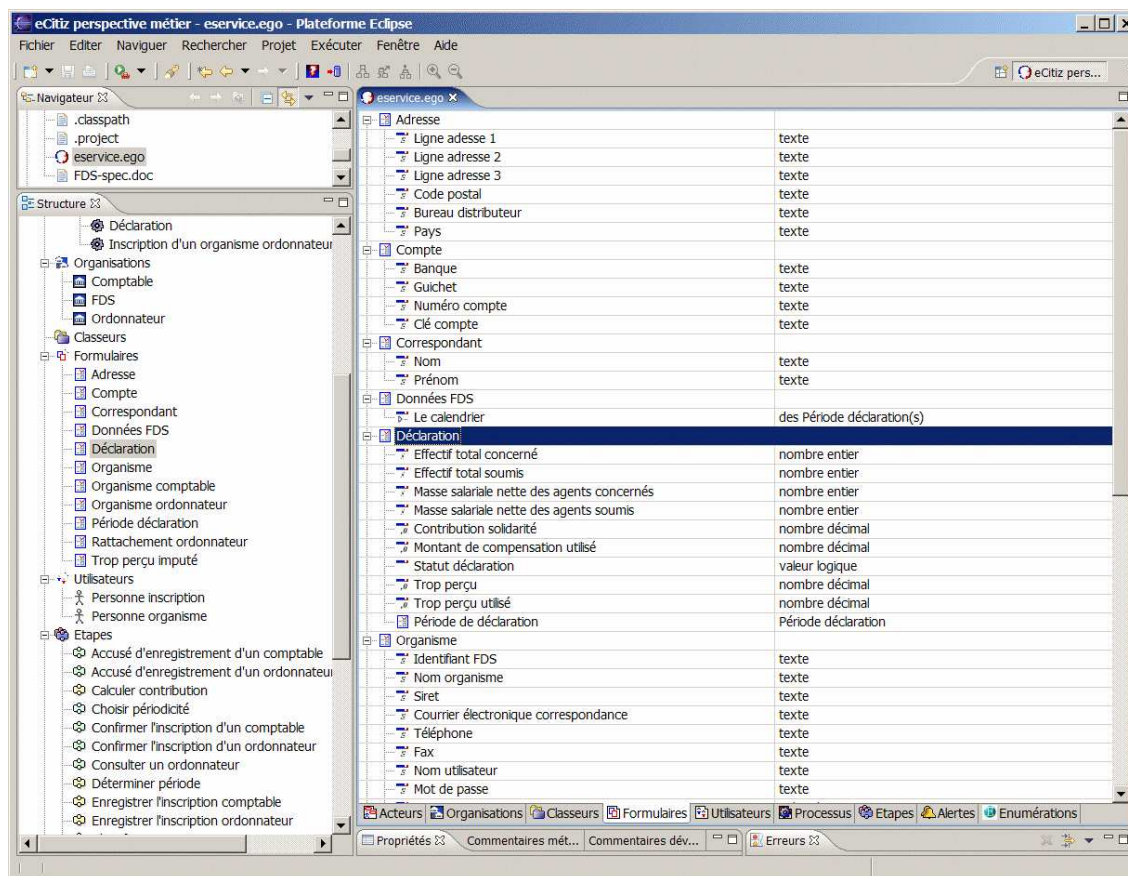 eCitiz perspective métier - eservice.ego - Plateforme Eclipse
Fichier Editer Naviguer Rechercher Projet Exécuter Fenêtre Aide
eCitiz pers...
Navigateur
.classpath
.project
eservice.ego
FDS-spec.doc
Structure
Déclaration
Inscription d'un organisme ordonnateur
Organisations
Comptable
FDS
Ordonnateur
Classeurs
Formulaires
Adresse
Compte
Correspondant
Données FDS
Déclaration
Organisme
Organisme comptable
Organisme ordonnateur
Période déclaration
Rattachement ordonnateur
Trop perçu imputé
Utilisateurs
Personne inscription
Personne organisme
Etapes
Accusé d'enregistrement d'un comptable
Accusé d'enregistrement d'un ordonnateu
Calculer contribution
Choisir périodicité
Confirmer l'inscription d'un comptable
Confirmer l'inscription d'un ordonnateur
Consulter un ordonnateur
Déterminer période
Enregistrer l'inscription comptable
Enregistrer l'inscription ordonnateur
eservice.ego
Adresse
Ligne adesse 1 texte
Ligne adresse 2 texte
Ligne adresse 3 texte
Code postal texte
Bureau distributeur texte
Pays texte
Compte
Banque texte
Guichet texte
Numéro compte texte
Clé compte texte
Correspondant
Nom texte
Prénom texte
Données FDS
Le calendrier des Période déclaration(s)
Déclaration
Effectif total concerné nombre entier
Effectif total soumis nombre entier
Masse salariale nette des agents concernés nombre entier
Masse salariale nette des agents soumis nombre entier
Contribution solidarité nombre décimal
Montant de compensation utilisé nombre décimal
Statut déclaration valeur logique
Trop perçu nombre décimal
Trop perçu utilisé nombre décimal
Période de déclaration Période déclaration
Organisme
Identifiant FDS texte
Nom organisme texte
Siret texte
Courrier électronique correspondance texte
Téléphone texte
Fax texte
Nom utilisateur texte
Mot de passe texte
Acteurs Organisations Classeurs Formulaires Utilisateurs Processus Etapes Alertes Enumérations
Propriétés Commentaires mét... Commentaires dév... Erreurs